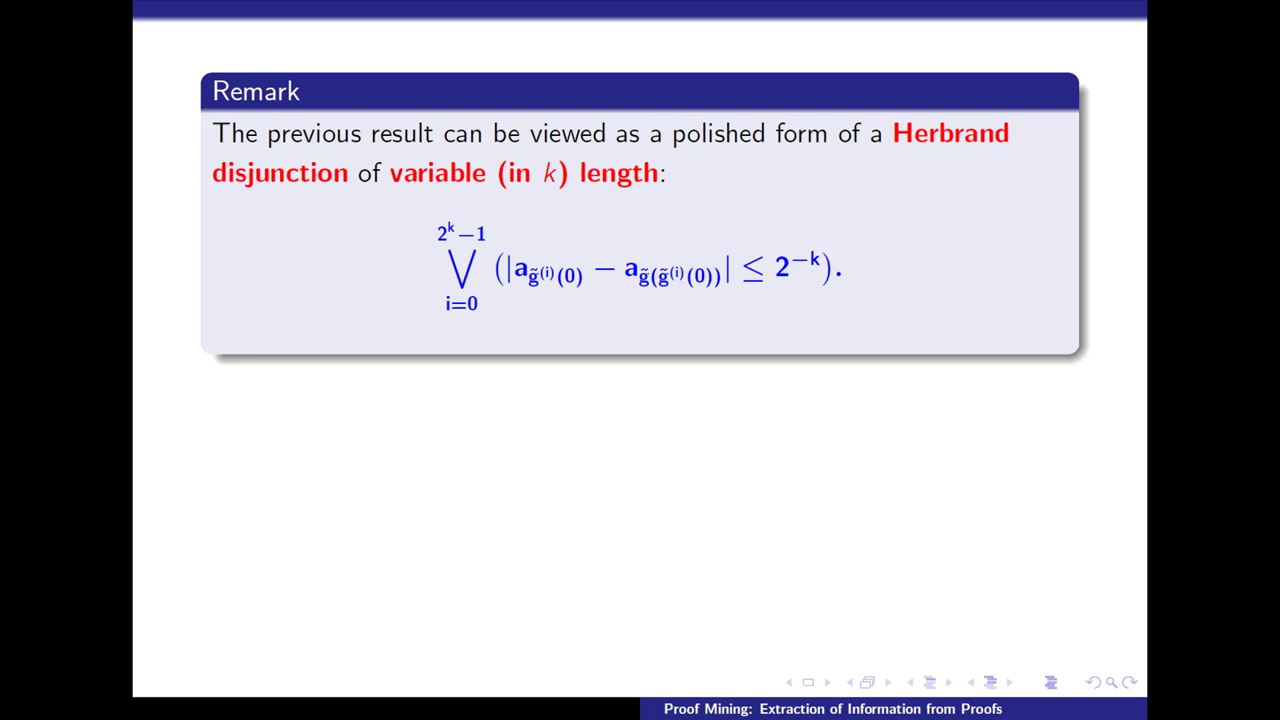 Remark
The previous result can be viewed as a polished form of a Herbrand
disjunction of variable (in k) length:
2^k−1
⋁ (|a_{g̃^{(i)}(0)} − a_{g̃(g̃^{(i)}(0))}| ≤ 2^{−k}).
i=0
Proof Mining: Extraction of Information from Proofs